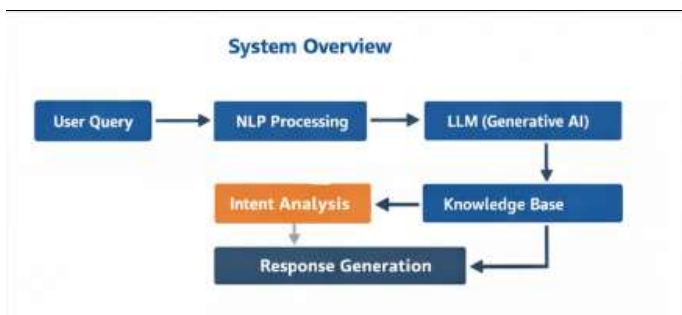 System Overview
User Query
NLP Processing
LLM (Generative AI)
Intent Analysis
Knowledge Base
Response Generation